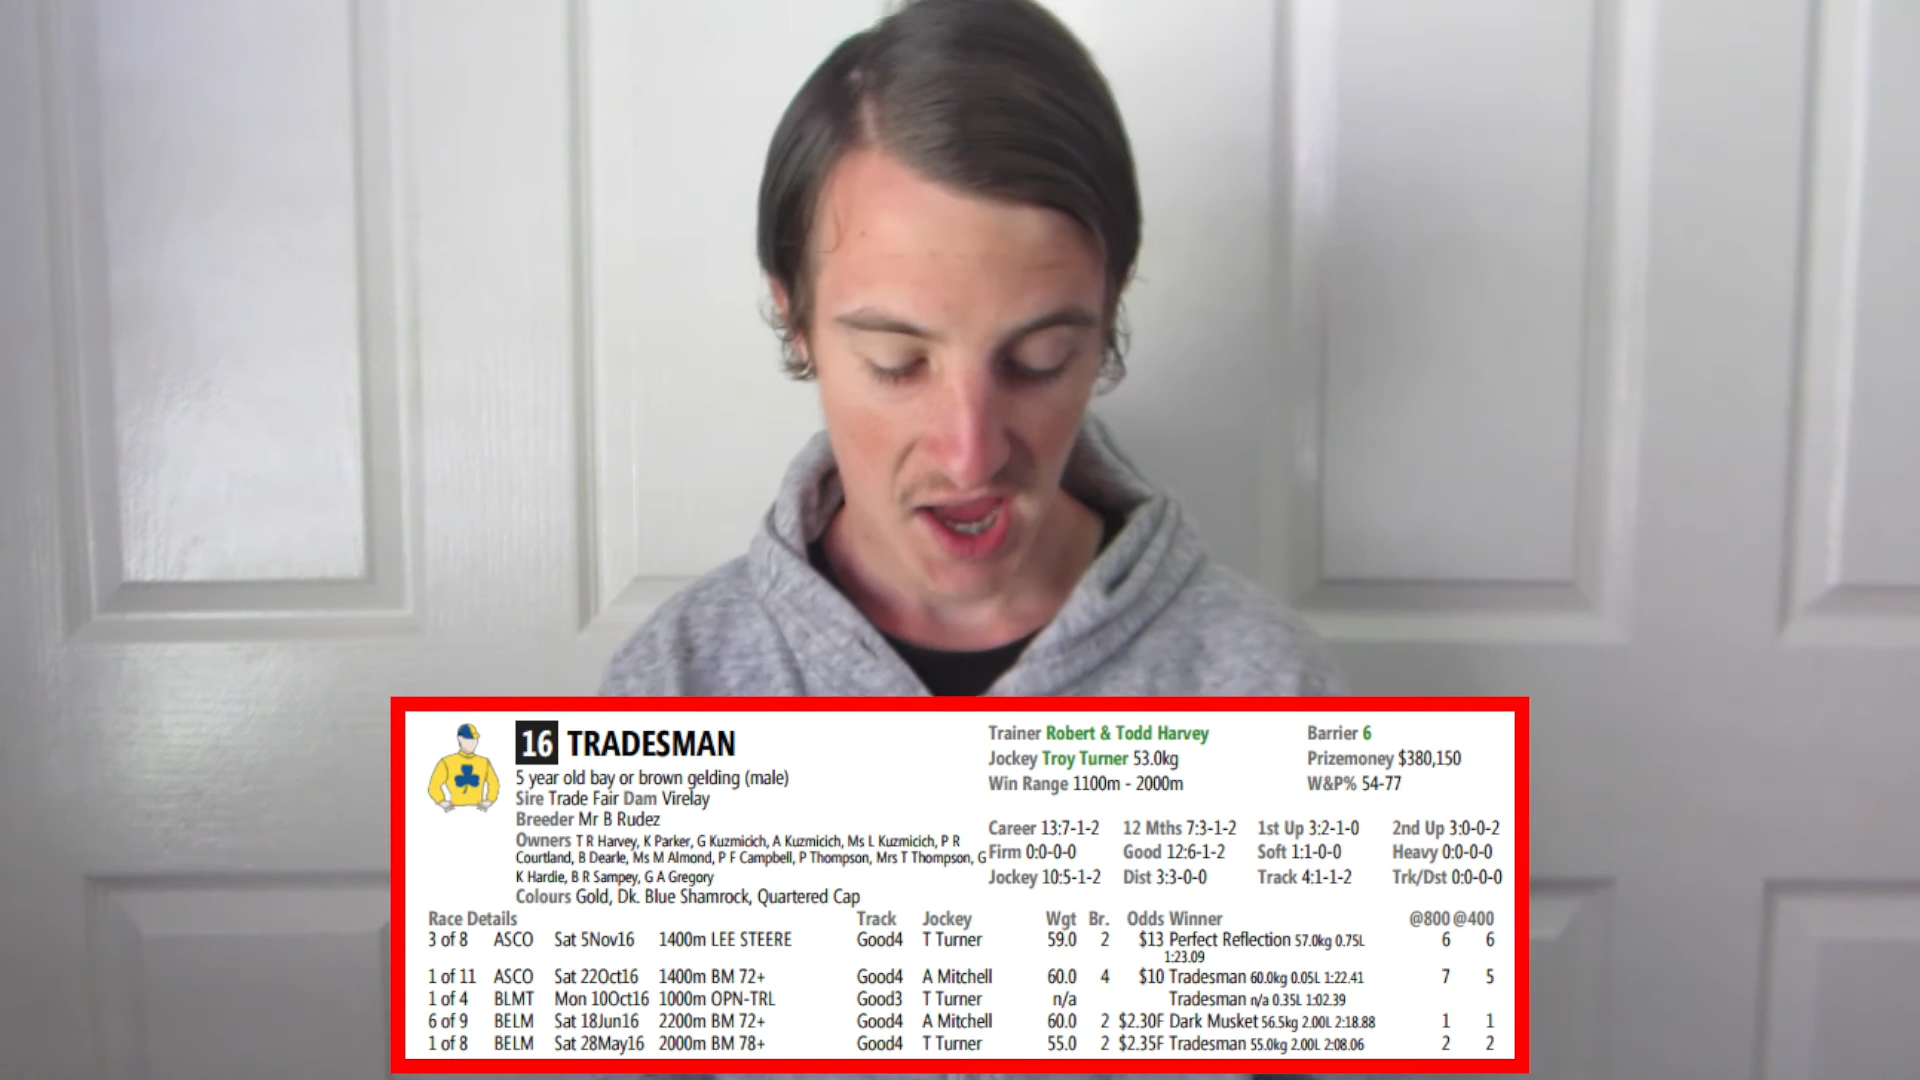 16 TRADESMAN
5 year old bay or brown gelding (male)
Sire Trade Fair Dam Virelay
Breeder Mr B Rudez
Owners T R Harvey, K Parker, G Kuzmicich, A Kuzmicich, Ms L Kuzmicich, P R
Courtland, B Dearle, Ms M Almond, P F Campbell, P Thompson, Mrs T Thompson, G
K Hardie, B R Sampey, G A Gregory
Colours Gold, Dk. Blue Shamrock, Quartered Cap
Trainer Robert & Todd Harvey Barrier 6
Jockey Troy Turner 53.0kg Prizemoney $380,150
Win Range 1100m - 2000m W&P% 54-77
Career 13:7-1-2 12 Mths 7:3-1-2 1st Up 3:2-1-0 2nd Up 3:0-0-2
Firm 0:0-0-0 Good 12:6-1-2 Soft 1:1-0-0 Heavy 0:0-0-0
Jockey 10:5-1-2 Dist 3:3-0-0 Track 4:1-1-2 Trk/Dst 0:0-0-0
Race Details Track Jockey Wgt Br. Odds Winner @800 @400
3 of 8 ASCO Sat 5Nov16 1400m LEE STEERE Good4 T Turner 59.0 2 $13 Perfect Reflection 57.0kg 0.75L 6 6
1:23.09
1 of 11 ASCO Sat 22Oct16 1400m BM 72+ Good4 A Mitchell 60.0 4 $10 Tradesman 60.0kg 0.05L 1:22.41 7 5
1 of 4 BLMT Mon 10Oct16 1000m OPN-TRL Good3 T Turner n/a Tradesman n/a 0.35L 1:02.39
6 of 9 BELM Sat 18Jun16 2200m BM 72+ Good4 A Mitchell 60.0 2 $2.30F Dark Musket 56.5kg 2.00L 2:18.88 1 1
1 of 8 BELM Sat 28May16 2000m BM 78+ Good4 T Turner 55.0 2 $2.35F Tradesman 55.0kg 2.00L 2:08.06 2 2